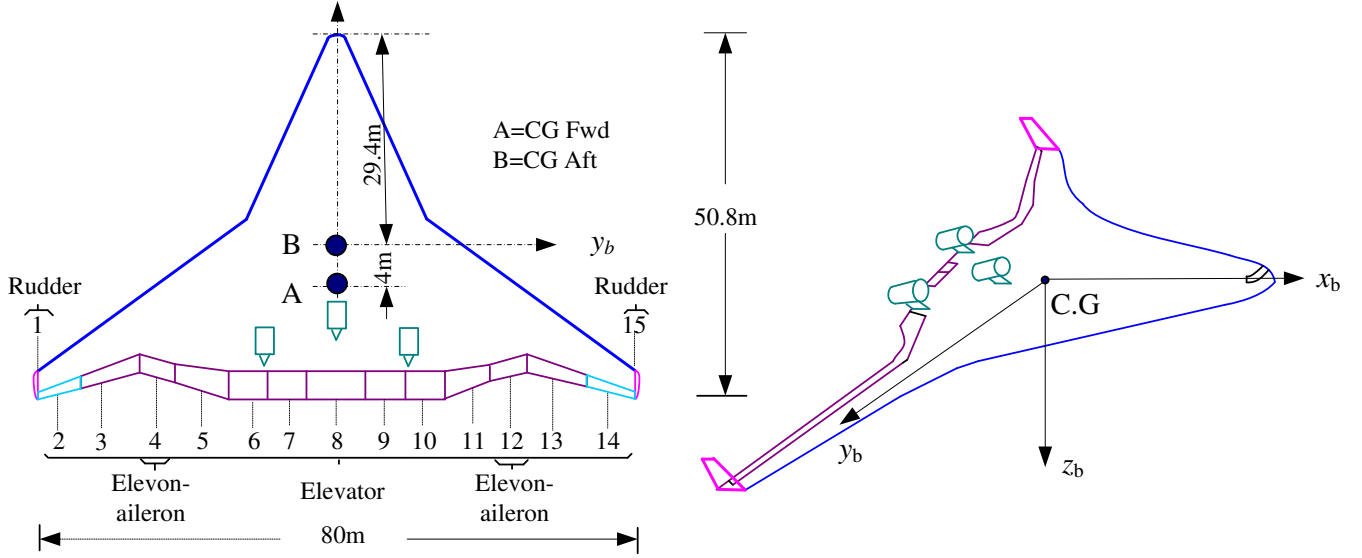 29.4m
A=CG Fwd
B=CG Aft
B
y_b
4m
A
Rudder
1
Rudder
15
2 3 4 5 6 7 8 9 10 11 12 13 14
Elevon-
aileron
Elevator
Elevon-
aileron
80m
50.8m
x_b
C.G
y_b
z_b